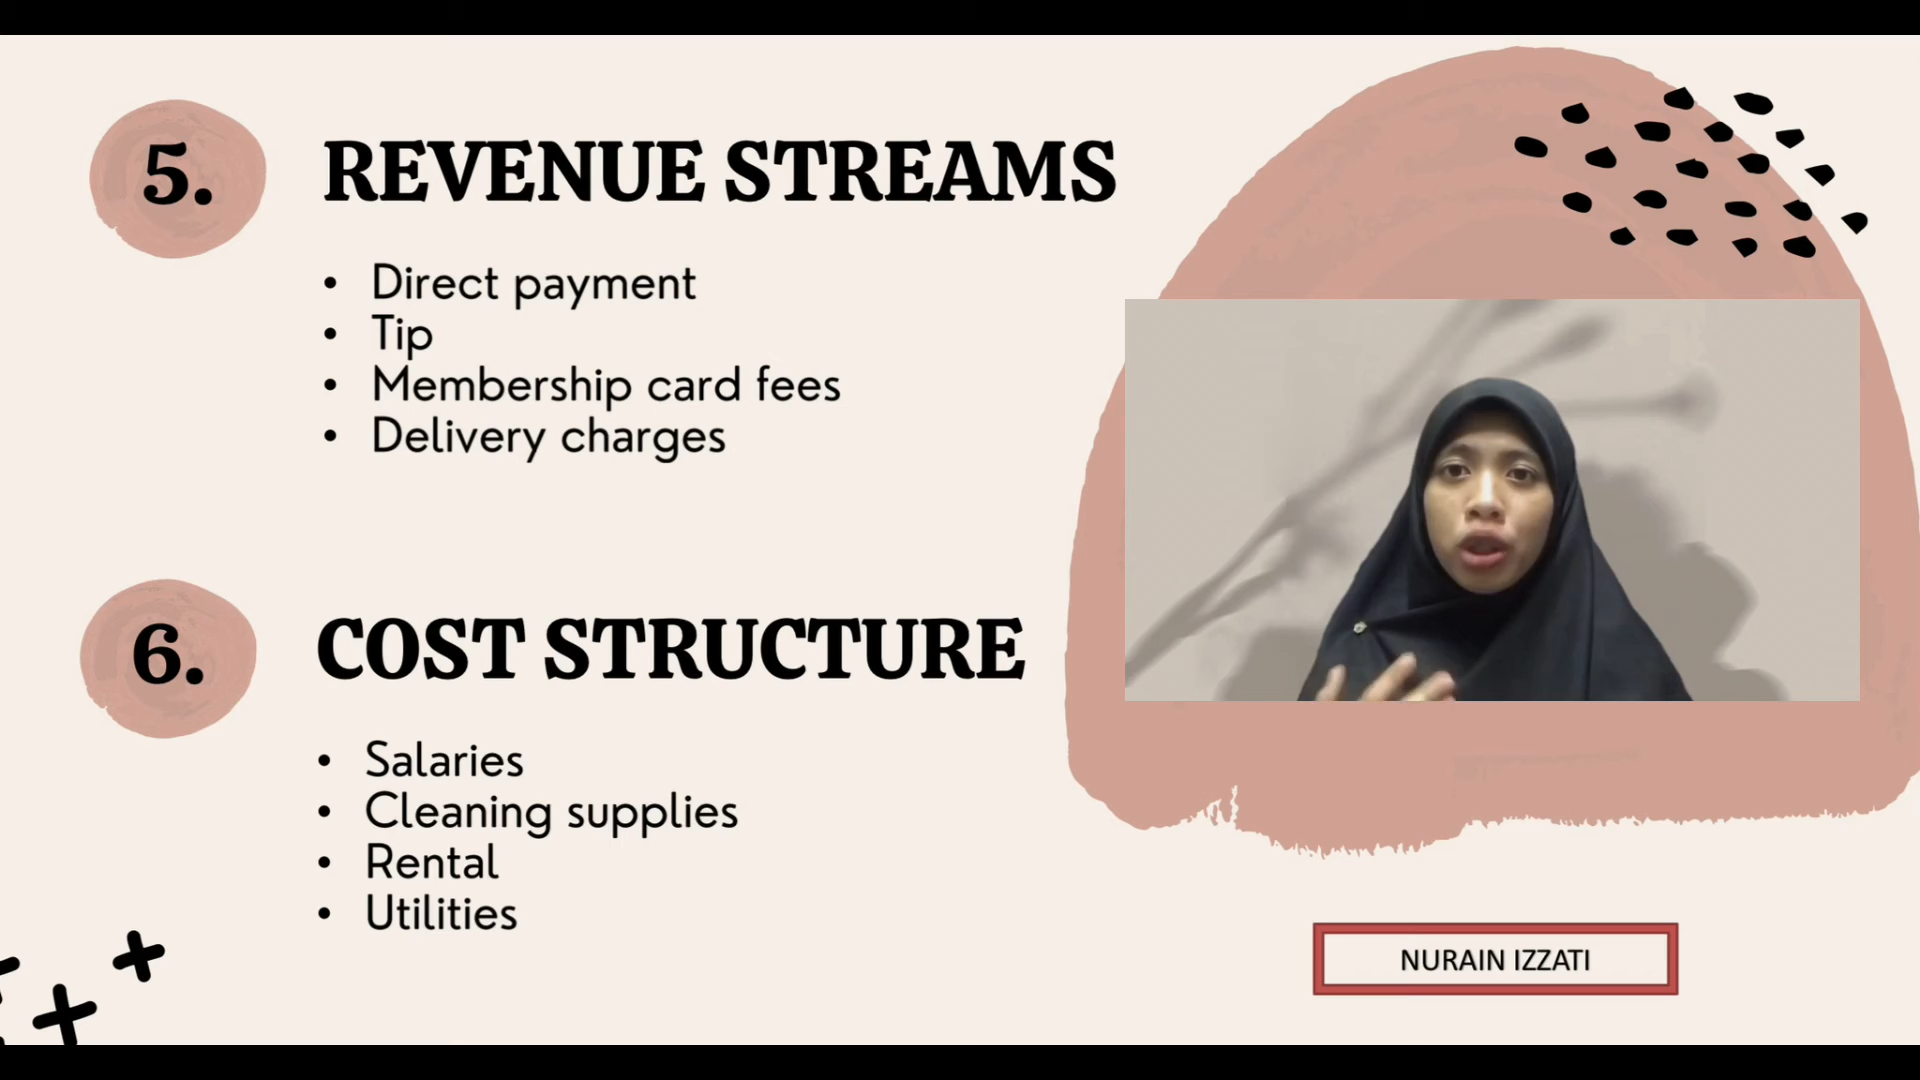 5.
REVENUE STREAMS
• Direct payment
• Tip
• Membership card fees
• Delivery charges
6.
COST STRUCTURE
• Salaries
• Cleaning supplies
• Rental
• Utilities
NURAIN IZZATI